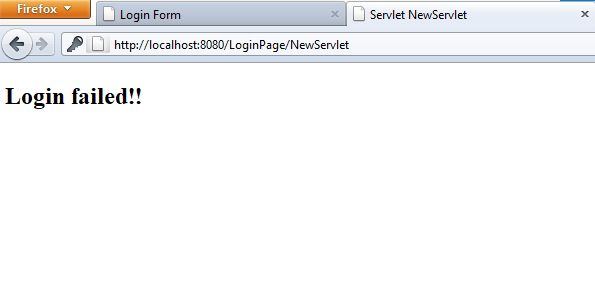 Firefox
Login Form
Servlet NewServlet
http://localhost:8080/LoginPage/NewServlet
Login failed!!